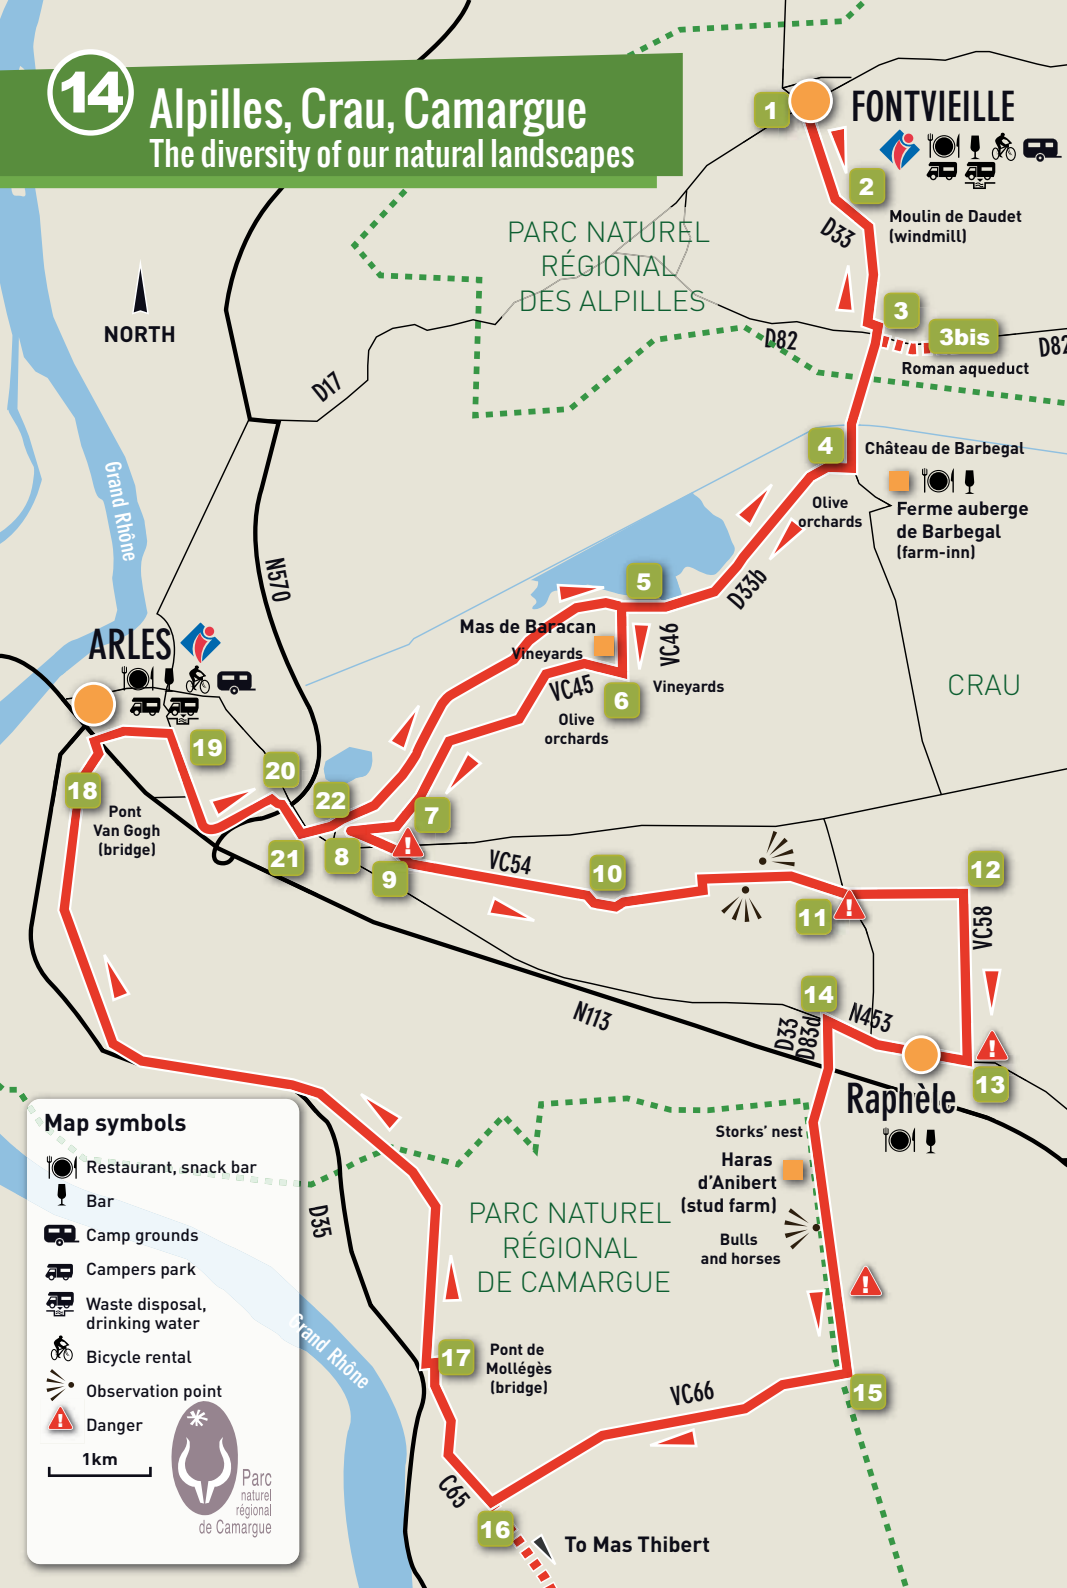 14
Alpilles, Crau, Camargue
The diversity of our natural landscapes
1
FONTVIEILLE
2
Moulin de Daudet
(windmill)
D33
PARC NATUREL
RÉGIONAL
DES ALPILLES
NORTH
3
3bis
D82
D82
Roman aqueduct
D17
4
Château de Barbegal
Ferme auberge
de Barbegal
(farm-inn)
Olive
orchards
Grand Rhône
N570
5
D33b
Mas de Baracan
Vineyards
VC46
VC45
6
Vineyards
Olive
orchards
CRAU
ARLES
19
20
18
Pont
Van Gogh
(bridge)
22
7
21
8
9
VC54
10
11
12
VC58
14
N453
D33
D83d
N113
13
Raphèle
Storks’ nest
Haras
d’Anibert
(stud farm)
Bulls
and horses
PARC NATUREL
RÉGIONAL
DE CAMARGUE
D35
Grand Rhône
17
Pont de
Mollégès
(bridge)
15
VC66
C65
16
To Mas Thibert
Map symbols
Restaurant, snack bar
Bar
Camp grounds
Campers park
Waste disposal,
drinking water
Bicycle rental
Observation point
Danger
1km
Parc
naturel
régional
de Camargue